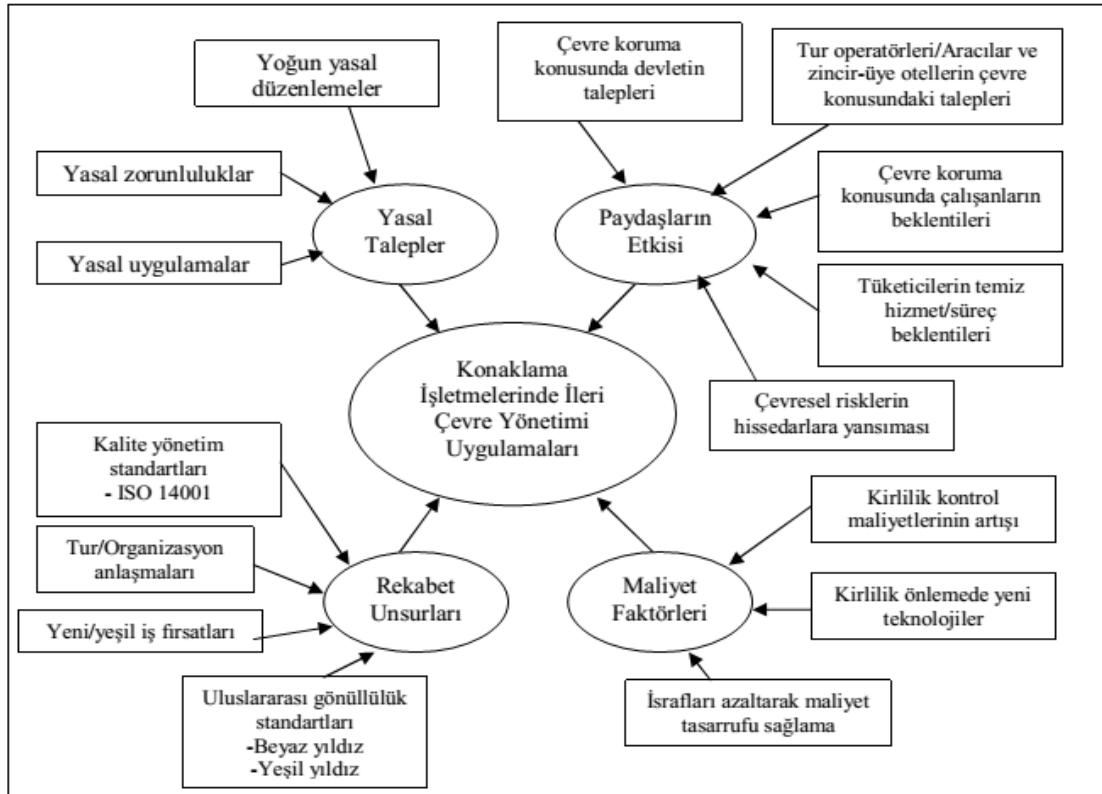 Yoğun yasal
düzenlemeler
Çevre koruma
konusunda devletin
talepleri
Tur operatörleri/Aracılar ve
zincir-üye otellerin çevre
konusundaki talepleri
Yasal zorunluluklar
Yasal
Talepler
Paydaşların
Etkisi
Çevre koruma
konusunda çalışanların
beklentileri
Yasal uygulamalar
Tüketicilerin temiz
hizmet/süreç
beklentileri
Konaklama
İşletmelerinde İleri
Çevre Yönetimi
Uygulamaları
Çevresel risklerin
hissedarlara yansıması
Kalite yönetim
standartları
- ISO 14001
Kirlilik kontrol
maliyetlerinin artışı
Tur/Organizasyon
anlaşmaları
Rekabet
Unsurları
Maliyet
Faktörleri
Kirlilik önlemede yeni
teknolojiler
Yeni/yeşil iş fırsatları
Uluslararası gönüllülük
standartları
-Beyaz yıldız
-Yeşil yıldız
İsrafları azaltarak maliyet
tasarrufu sağlama